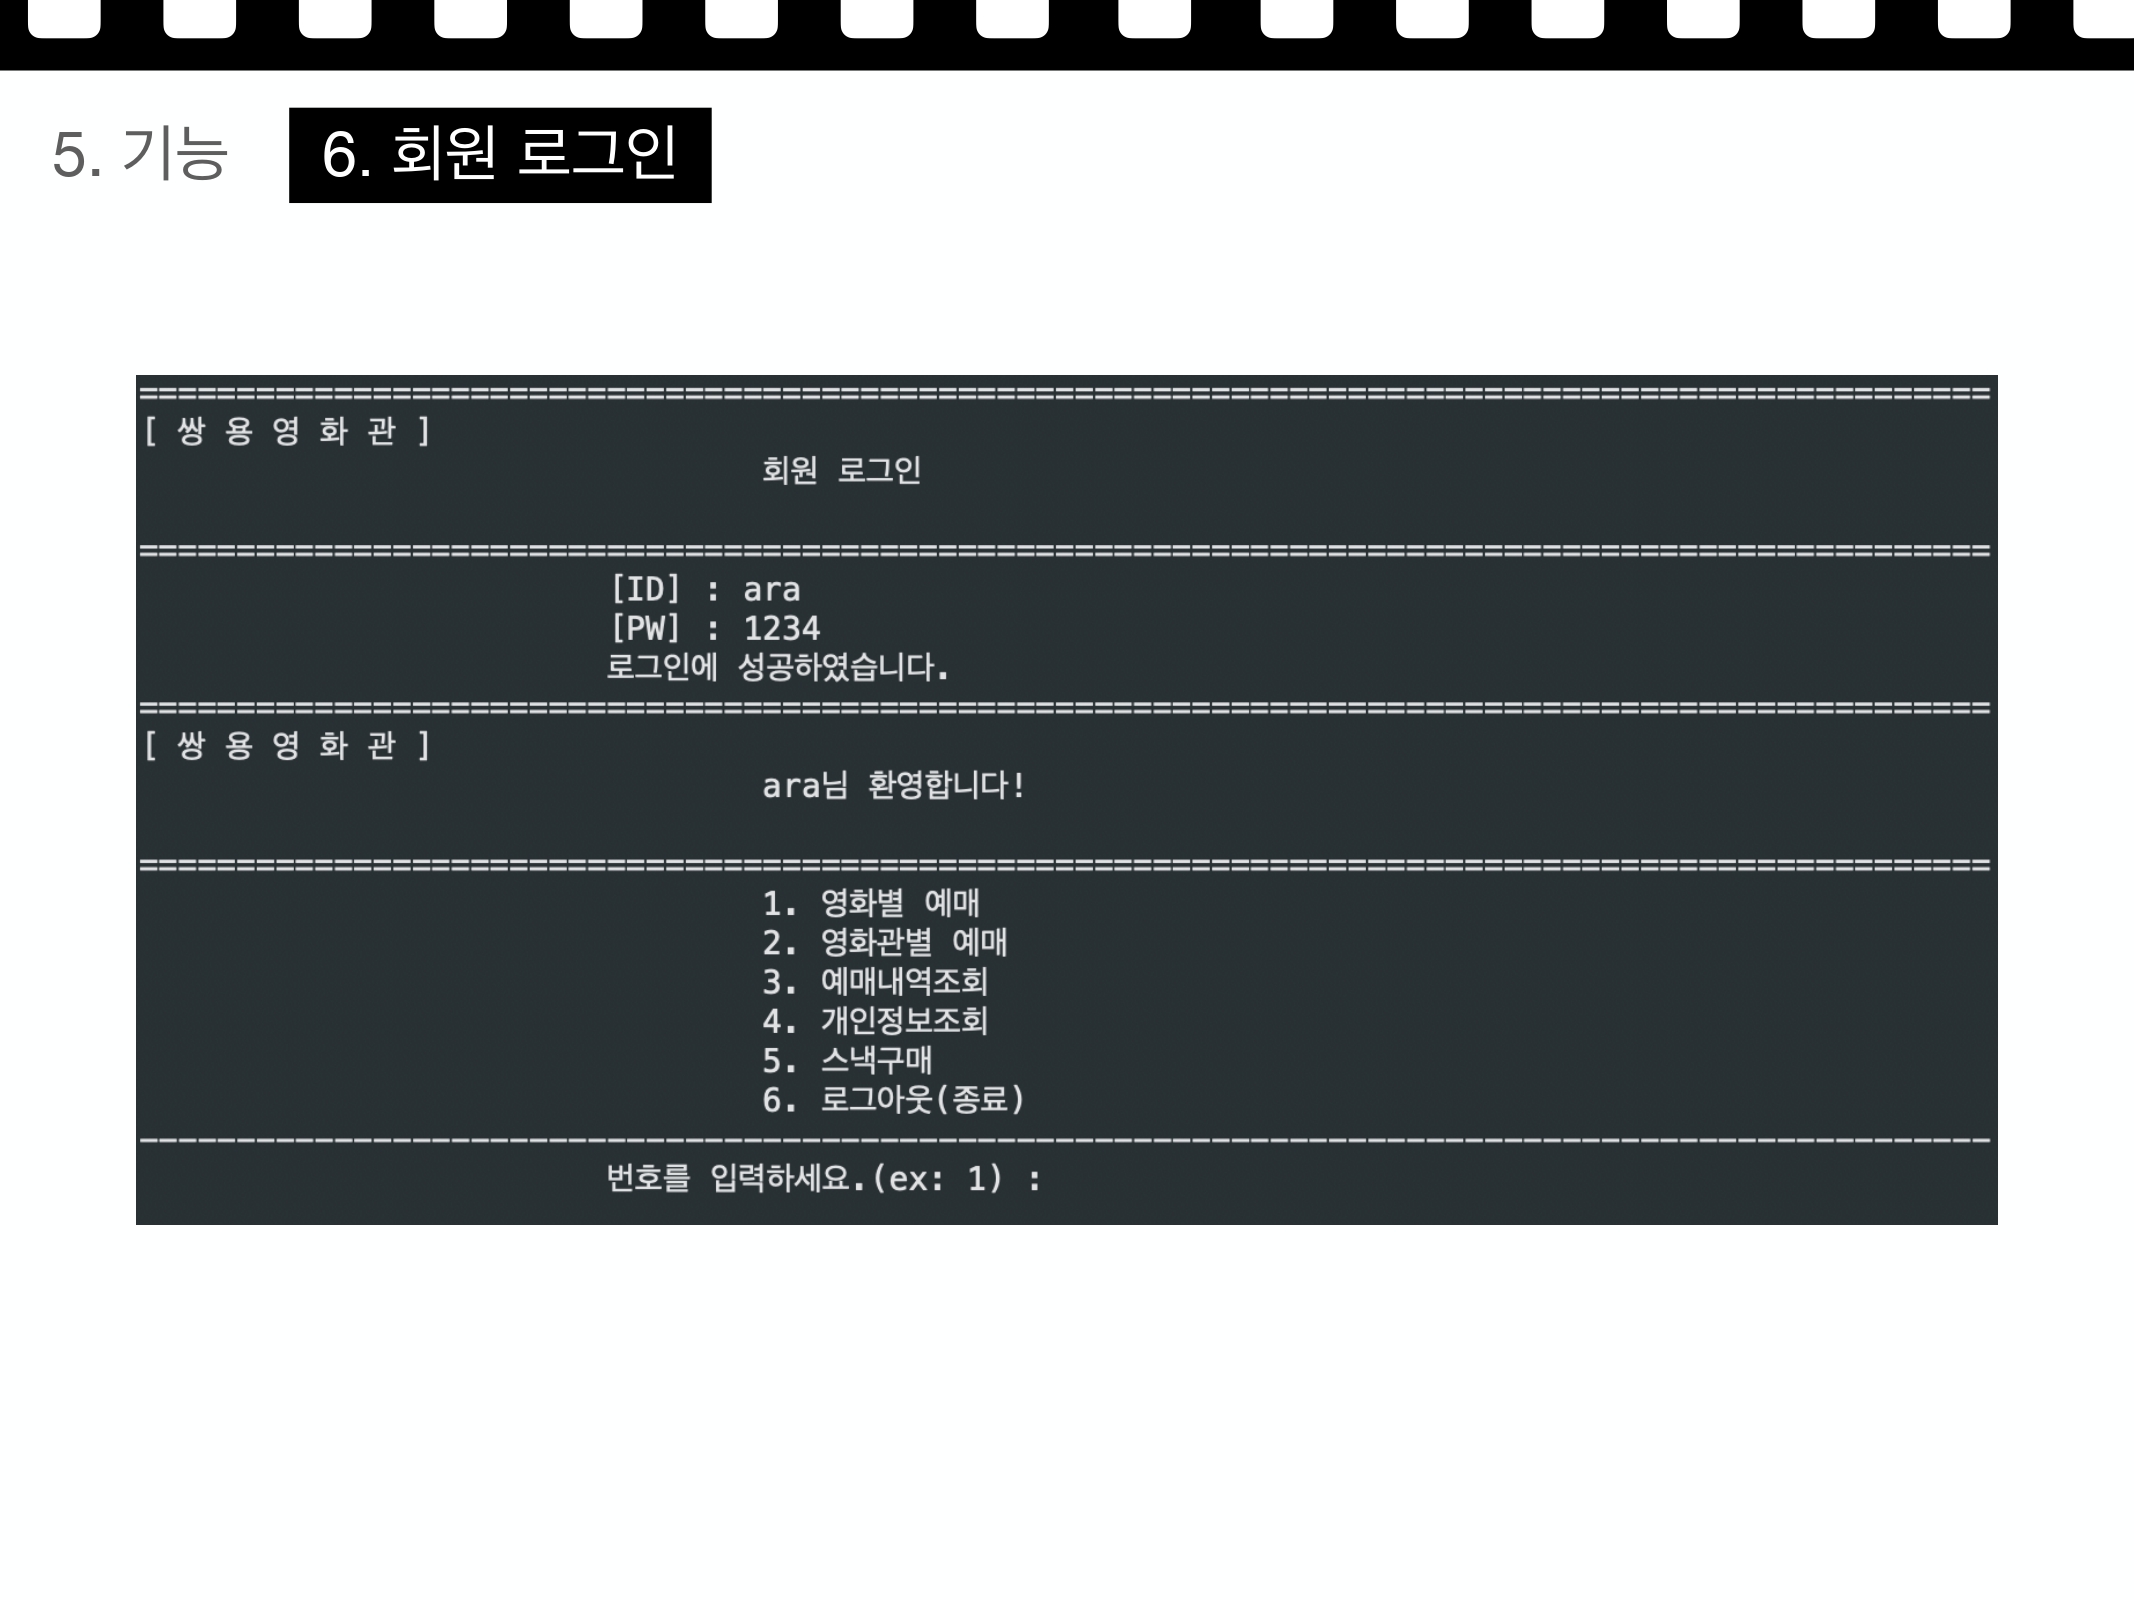 5. 기능 6. 회원 로그인
===============================================================================================
[ 쌍 용 영 화 관 ]
회원 로그인
===============================================================================================
[ID] : ara
[PW] : 1234
로그인에 성공하였습니다.
===============================================================================================
[ 쌍 용 영 화 관 ]
ara님 환영합니다!
===============================================================================================
1. 영화별 예매
2. 영화관별 예매
3. 예매내역조회
4. 개인정보조회
5. 스낵구매
6. 로그아웃(종료)
-----------------------------------------------------------------------------------------------
번호를 입력하세요.(ex: 1) :